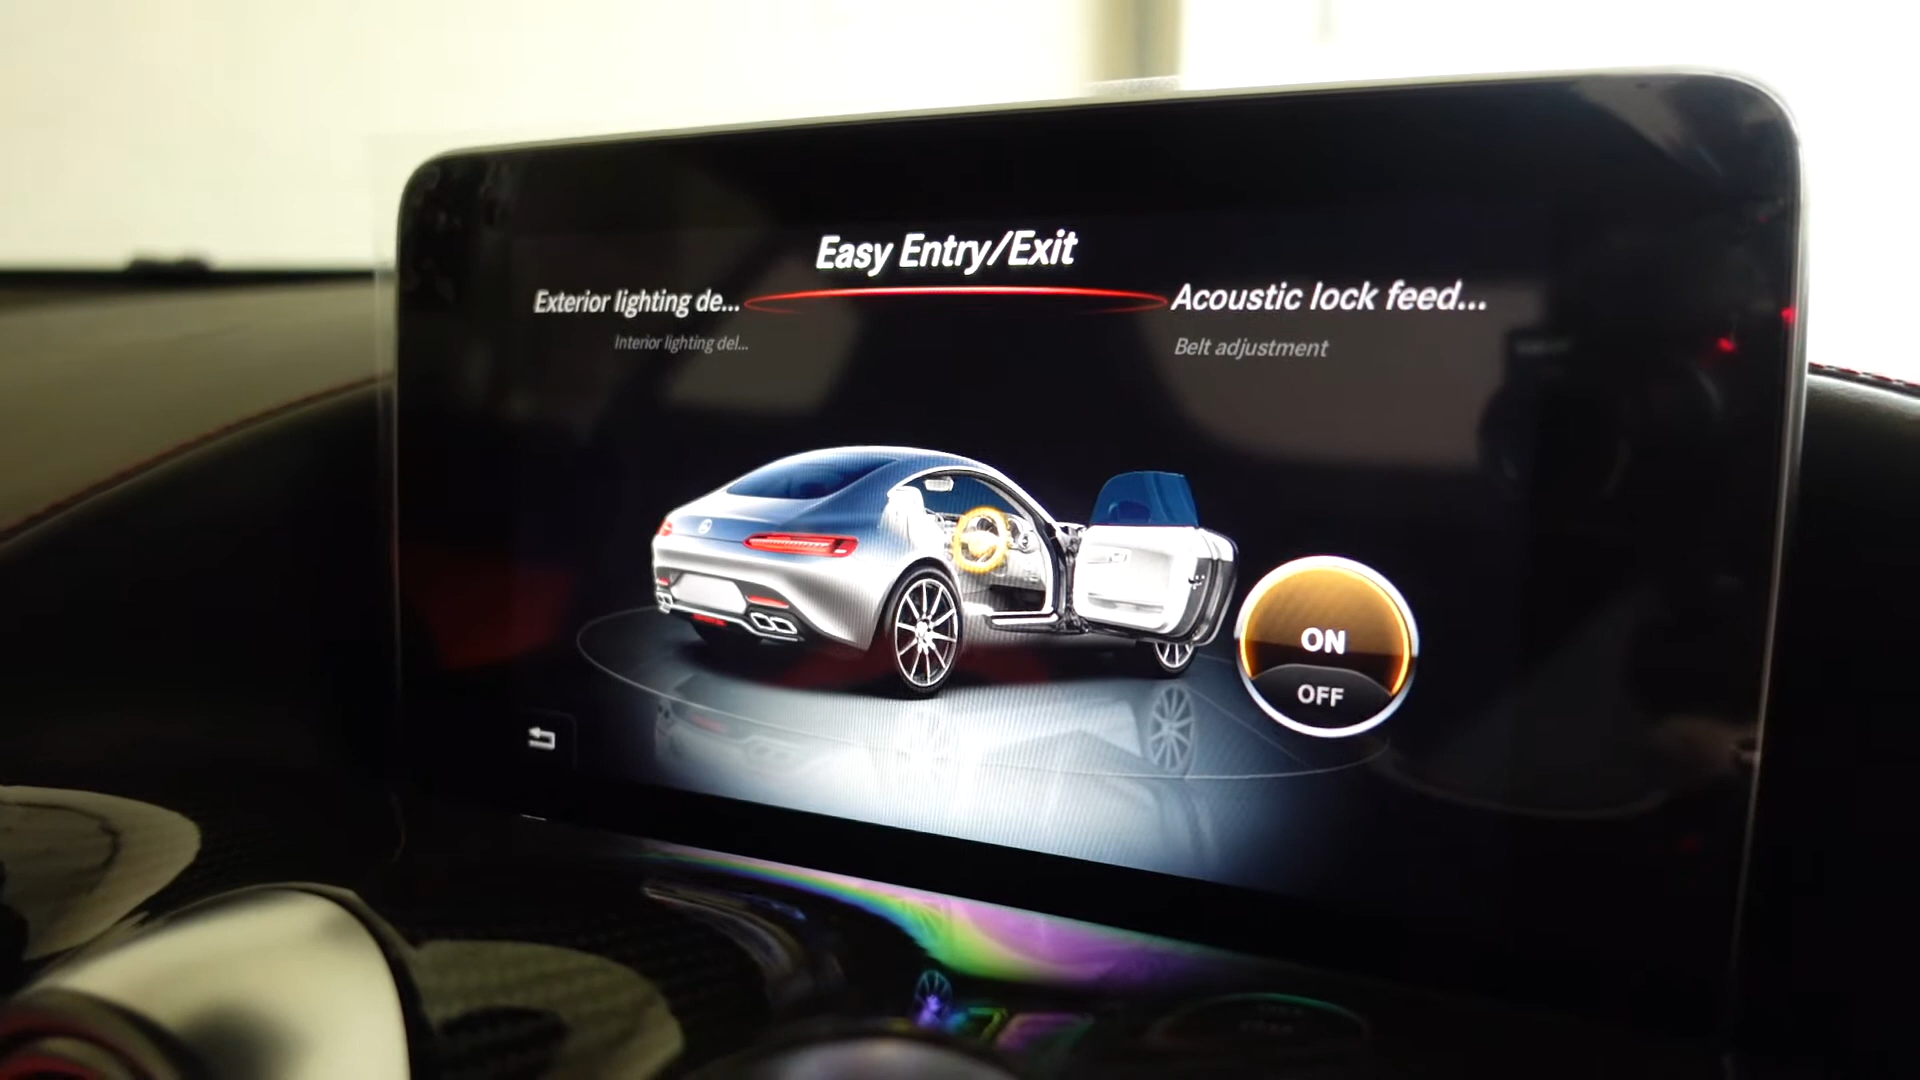 Easy Entry/Exit
Exterior lighting de...
Acoustic lock feed...
Interior lighting del...
Belt adjustment
ON
OFF